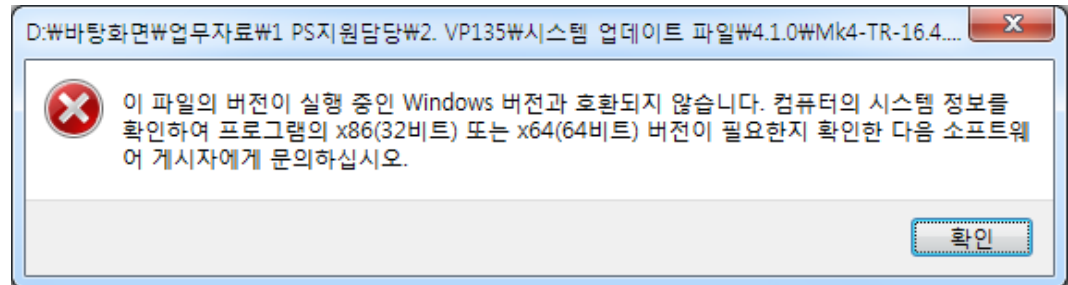 D:₩바탕화면₩업무자료₩1 PS지원담당₩2. VP135₩시스템 업데이트 파일₩4.1.0₩Mk4-TR-16.4....
이 파일의 버전이 실행 중인 Windows 버전과 호환되지 않습니다. 컴퓨터의 시스템 정보를
확인하여 프로그램의 x86(32비트) 또는 x64(64비트) 버전이 필요한지 확인한 다음 소프트웨
어 게시자에게 문의하십시오.
확인